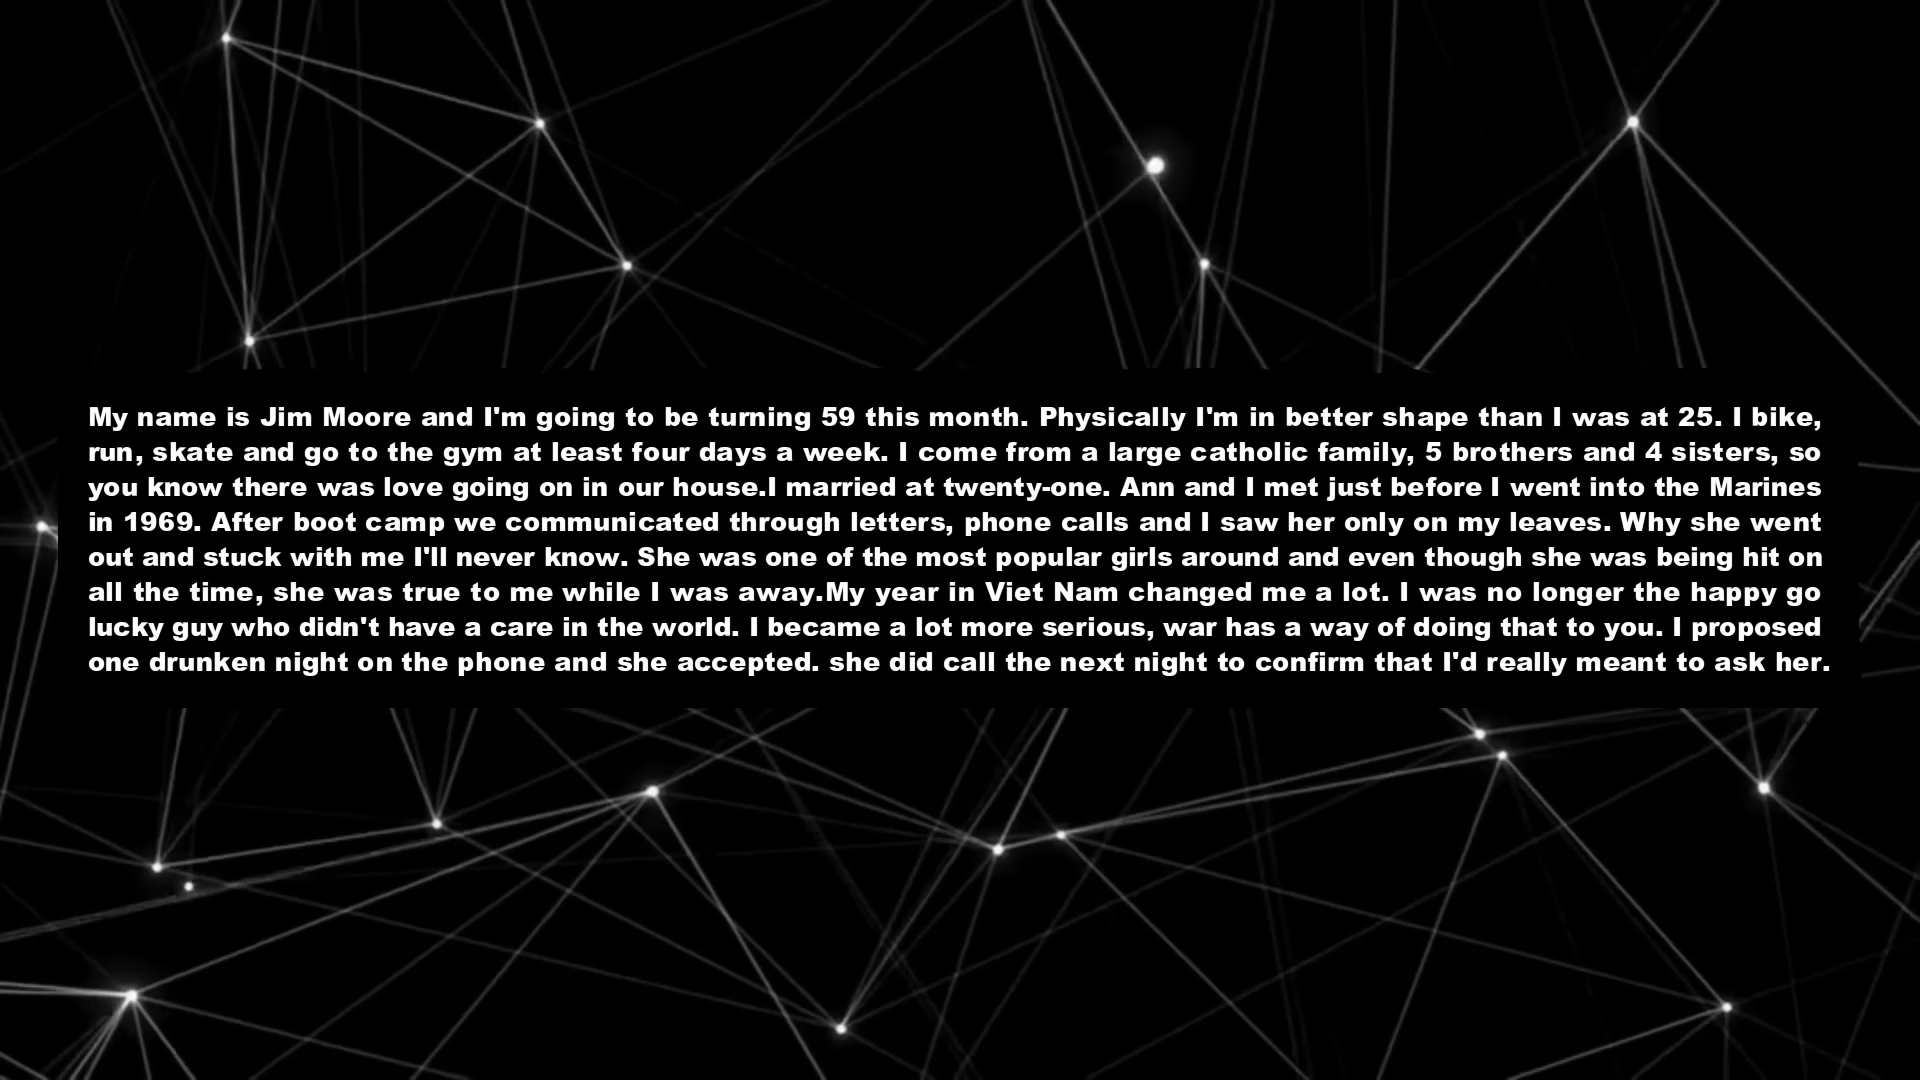 My name is Jim Moore and I'm going to be turning 59 this month. Physically I'm in better shape than I was at 25. I bike,
run, skate and go to the gym at least four days a week. I come from a large catholic family, 5 brothers and 4 sisters, so
you know there was love going on in our house.I married at twenty-one. Ann and I met just before I went into the Marines
in 1969. After boot camp we communicated through letters, phone calls and I saw her only on my leaves. Why she went
out and stuck with me I'll never know. She was one of the most popular girls around and even though she was being hit on
all the time, she was true to me while I was away.My year in Viet Nam changed me a lot. I was no longer the happy go
lucky guy who didn't have a care in the world. I became a lot more serious, war has a way of doing that to you. I proposed
one drunken night on the phone and she accepted. she did call the next night to confirm that I'd really meant to ask her.